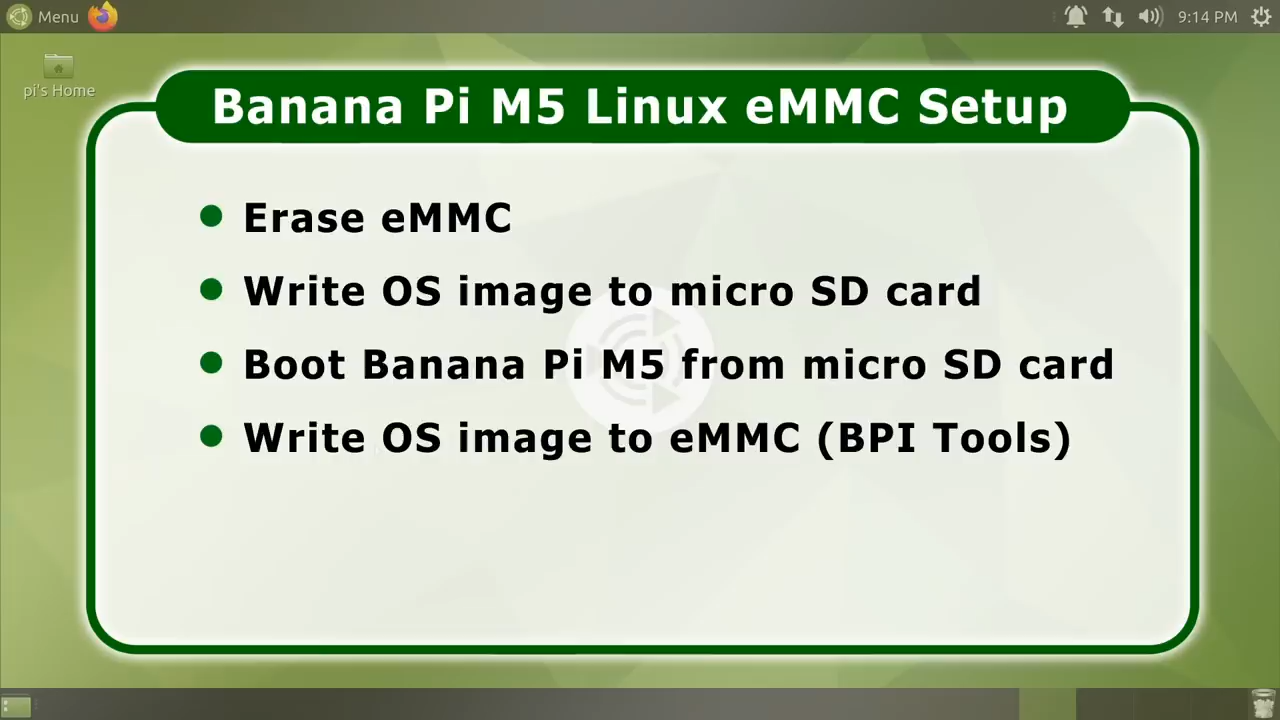 Menu
9:14 PM
pi's Home
Banana Pi M5 Linux eMMC Setup
Erase eMMC
Write OS image to micro SD card
Boot Banana Pi M5 from micro SD card
Write OS image to eMMC (BPI Tools)